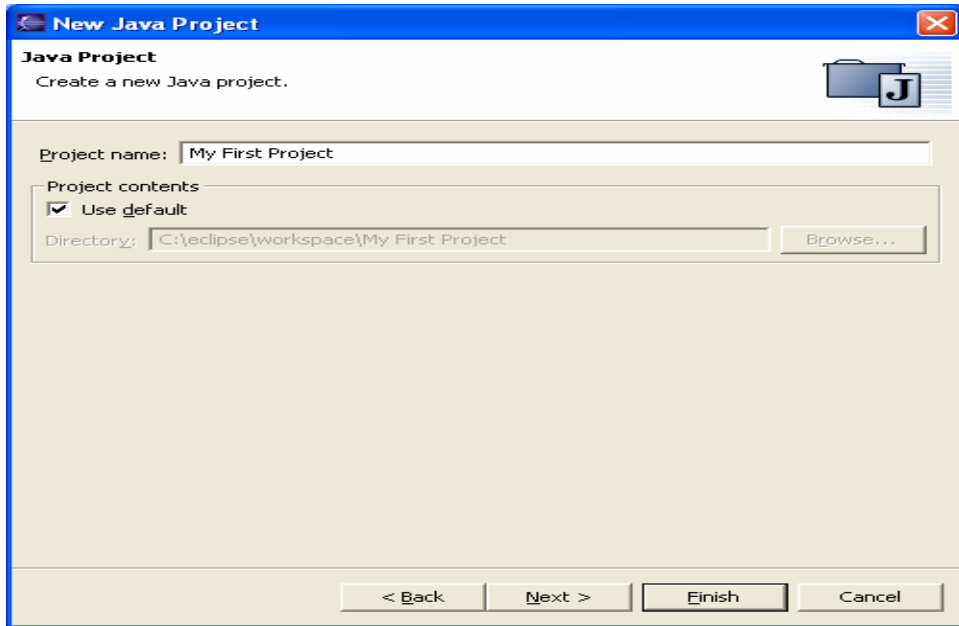 New Java Project
Java Project
Create a new Java project.
J
Project name: My First Project
Project contents
Use default
Directory: C:\eclipse\workspace\My First Project Browse...
< Back Next > Finish Cancel